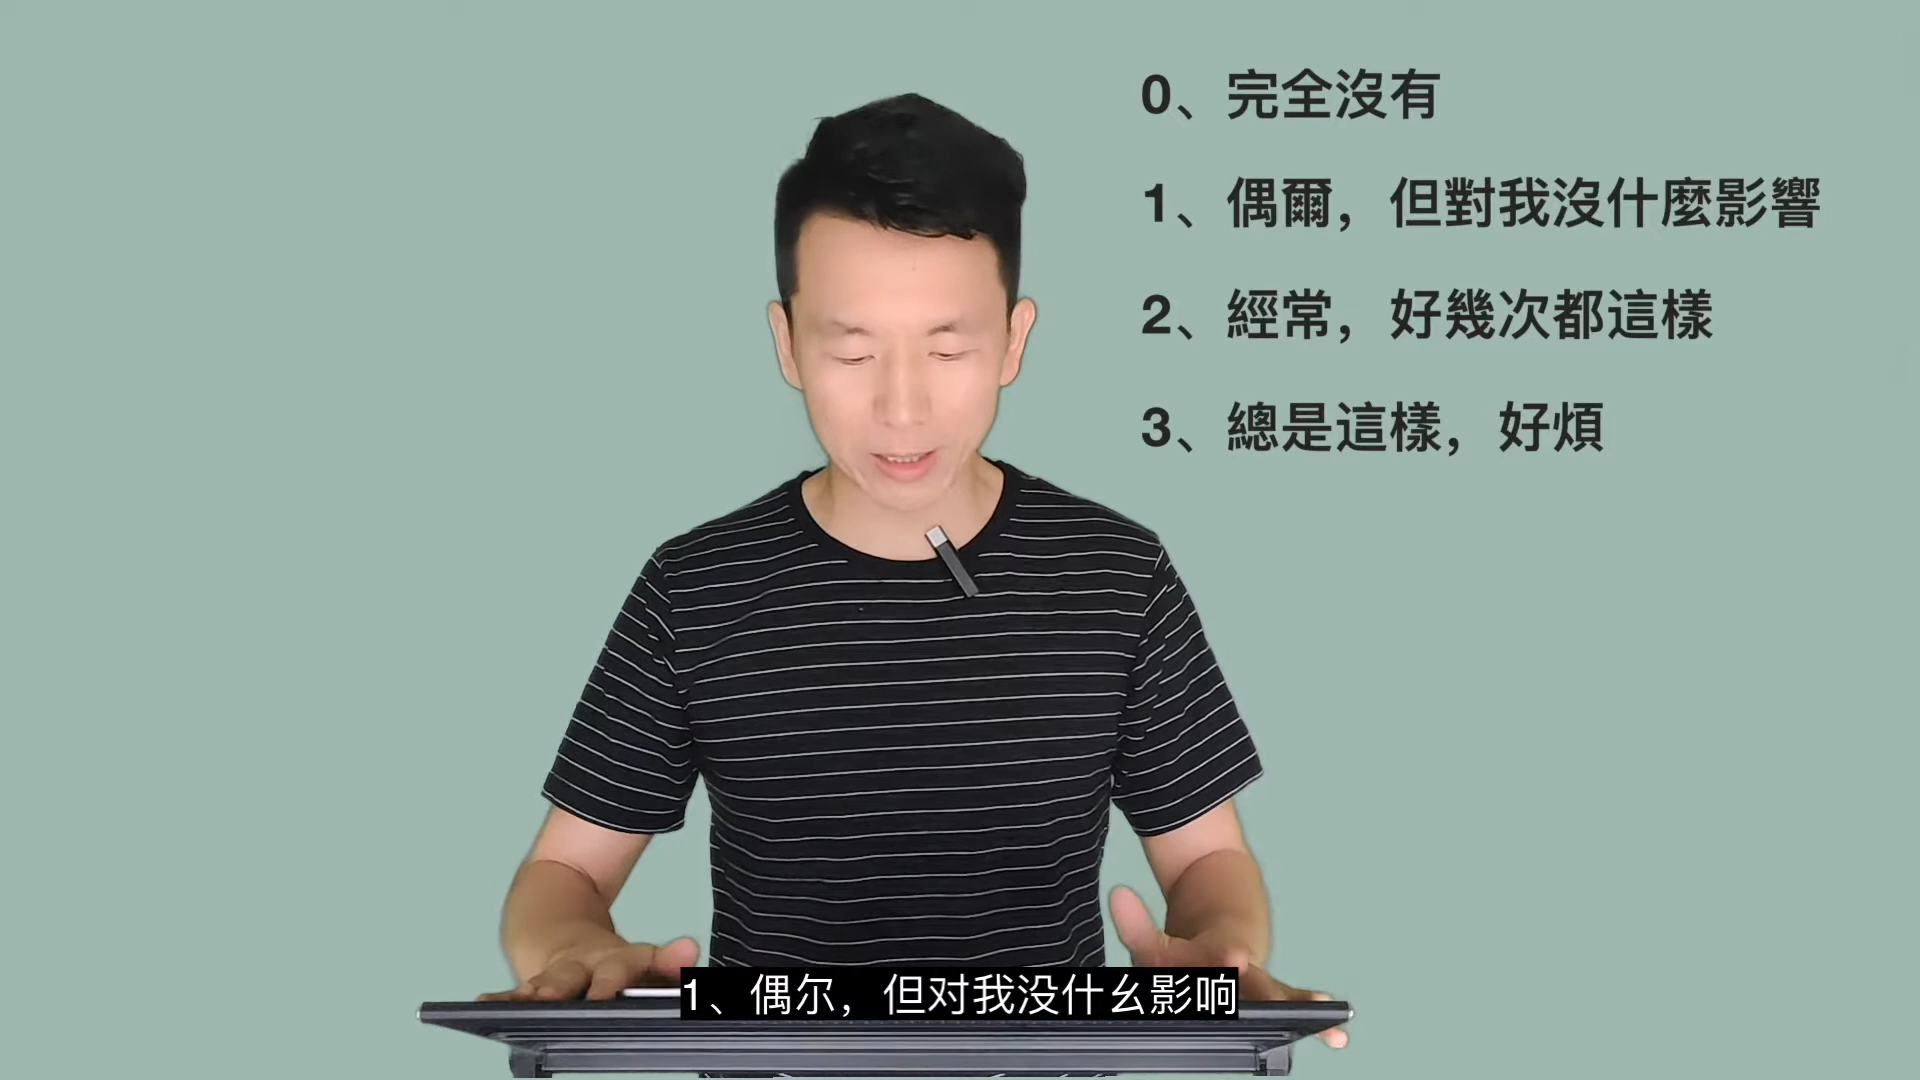 0、完全沒有
1、偶爾，但對我沒什麼影響
2、經常，好幾次都這樣
3、總是這樣，好煩
1、偶尔，但对我没什么影响